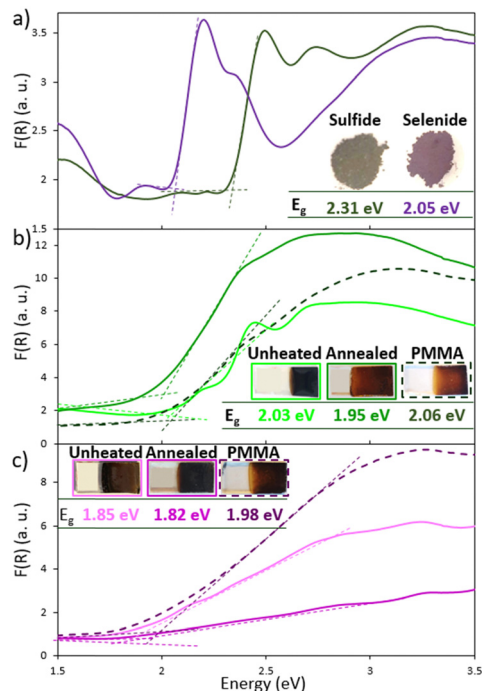 a)
3.5
3
2.5
2
1.5
F(R) (a. u.)
Sulfide Selenide
Eg 2.31 eV 2.05 eV
b)
12
10
8
6
4
2
0
F(R) (a. u.)
Unheated Annealed PMMA
Eg 2.03 eV 1.95 eV 2.06 eV
c)
8
6
4
2
0
F(R) (a. u.)
Unheated Annealed PMMA
Eg 1.85 eV 1.82 eV 1.98 eV
1.5 2 2.5 3 3.5
Energy (eV)